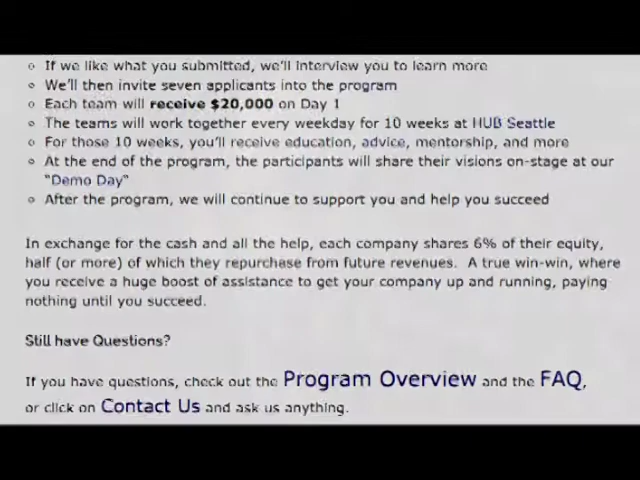 If we like what you submitted, we'll interview you to learn more
We'll then invite seven applicants into the program
Each team will receive $20,000 on Day 1
The teams will work together every weekday for 10 weeks at HUB Seattle
For those 10 weeks, you'll receive education, advice, mentorship, and more
At the end of the program, the participants will share their visions on-stage at our
"Demo Day"
After the program, we will continue to support you and help you succeed
In exchange for the cash and all the help, each company shares 6% of their equity,
half (or more) of which they repurchase from future revenues. A true win-win, where
you receive a huge boost of assistance to get your company up and running, paying
nothing until you succeed.
Still have Questions?
If you have questions, check out the Program Overview and the FAQ,
or click on Contact Us and ask us anything.